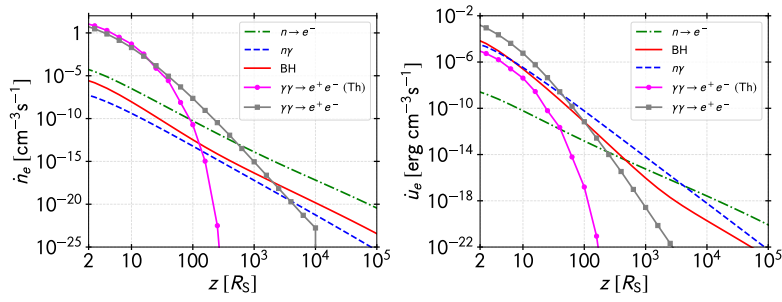 1
10⁻⁵
10⁻¹⁰
10⁻¹⁵
10⁻²⁰
10⁻²⁵
ṅₑ [cm⁻³s⁻¹]
n → e⁻
nγ
BH
γγ → e⁺e⁻ (Th)
γγ → e⁺e⁻
2 10 100 10³ 10⁴ 10⁵
z [R_S]
10⁻²
10⁻⁶
10⁻¹⁰
10⁻¹⁴
10⁻¹⁸
10⁻²²
u̇ₑ [erg cm⁻³s⁻¹]
n → e⁻
BH
nγ
γγ → e⁺e⁻ (Th)
γγ → e⁺e⁻
2 10 100 10³ 10⁴ 10⁵
z [R_S]